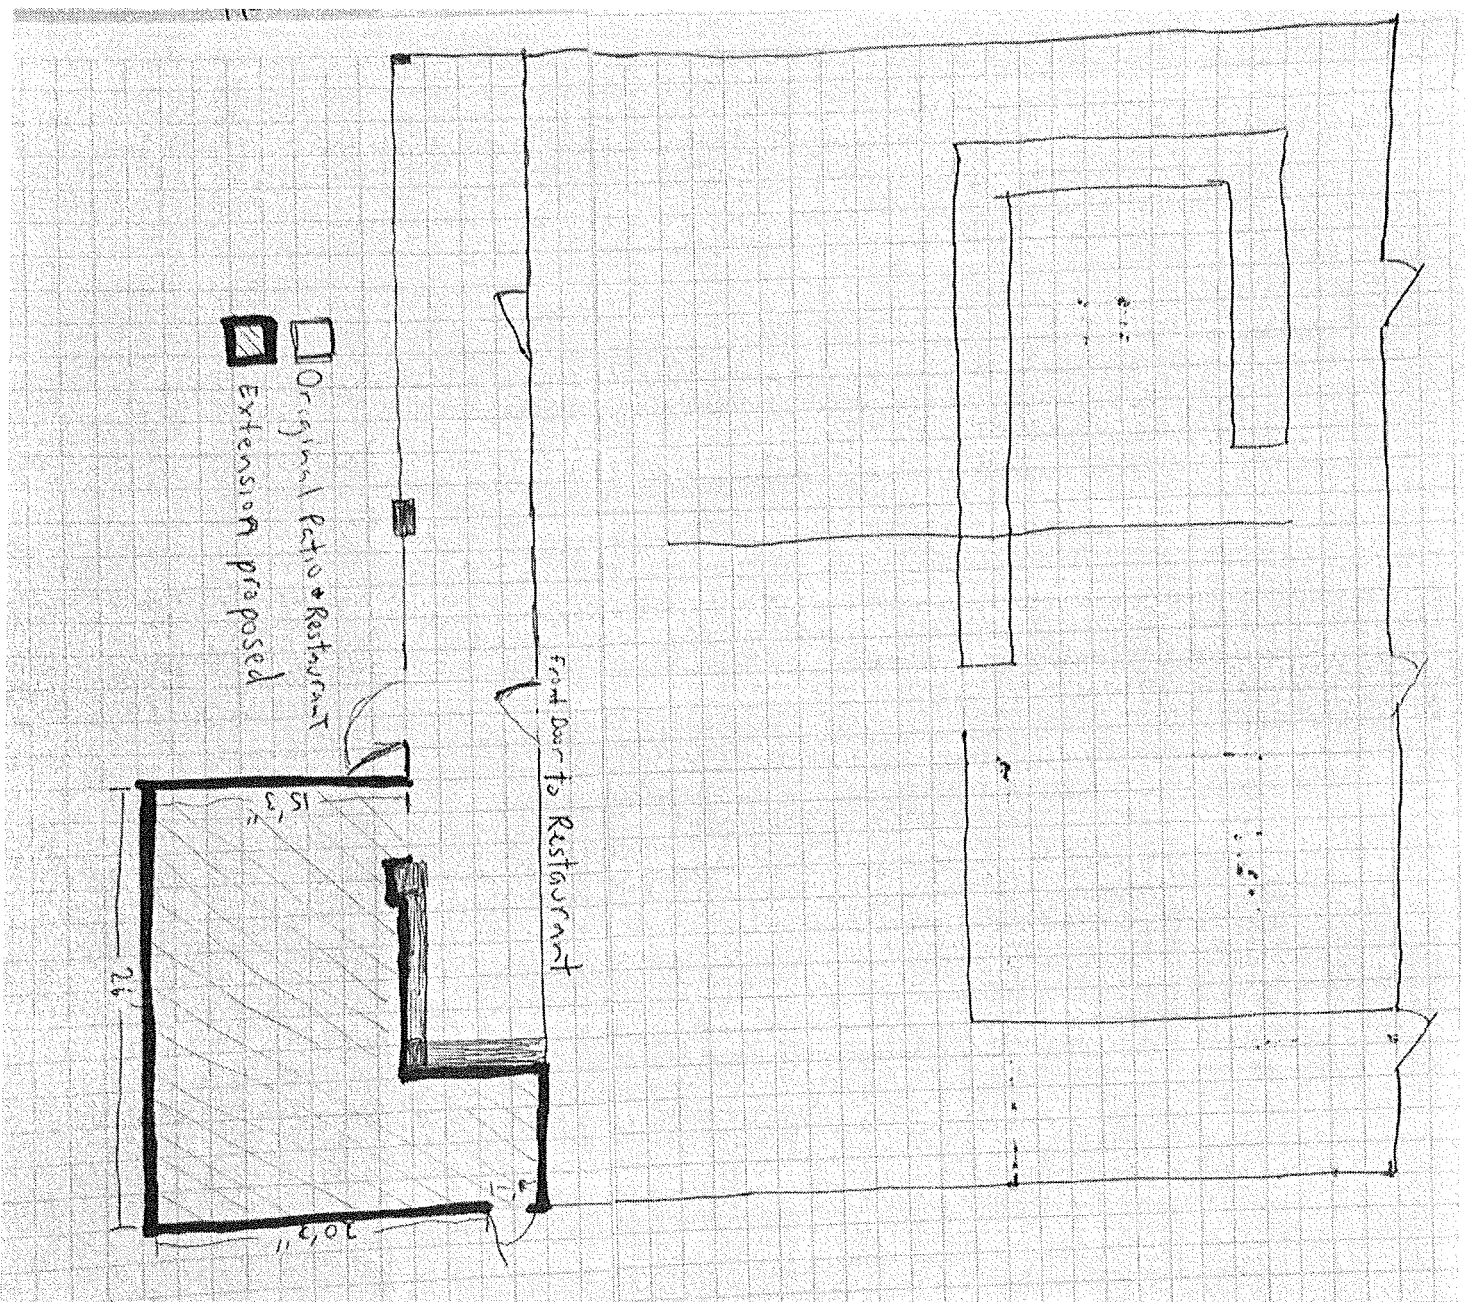 Original Patio & Restaurant
Extension proposed
Front Door to Restaurant
15'3"
26'
20'2"